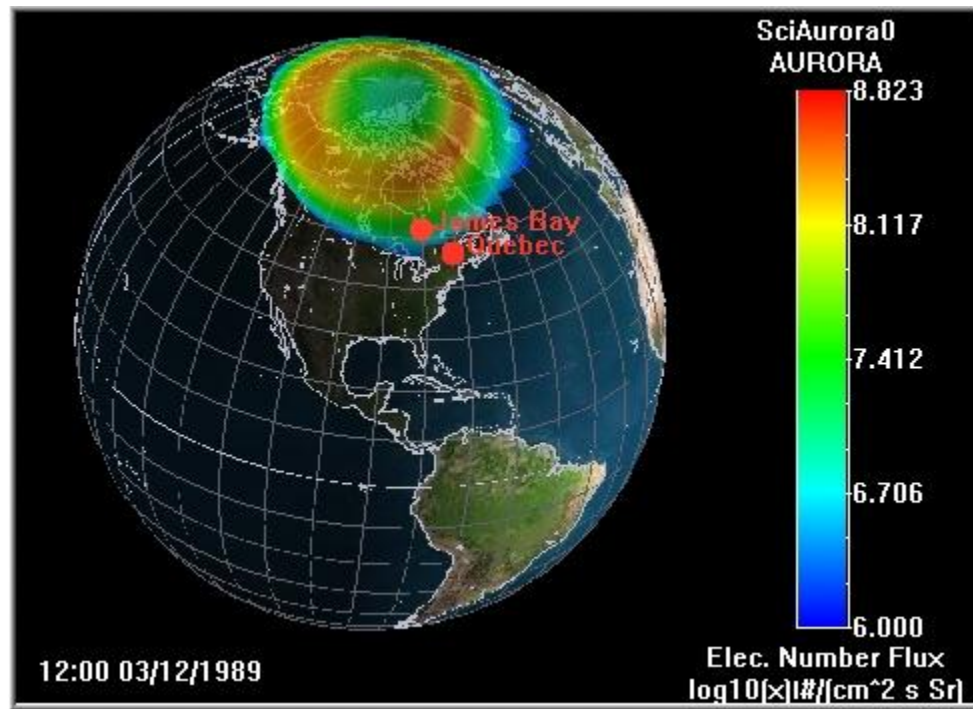 SciAurora0
AURORA
8.823
8.117
7.412
6.706
6.000
James Bay
Quebec
12:00 03/12/1989
Elec. Number Flux
log10(x)|#/(cm^2 s Sr)